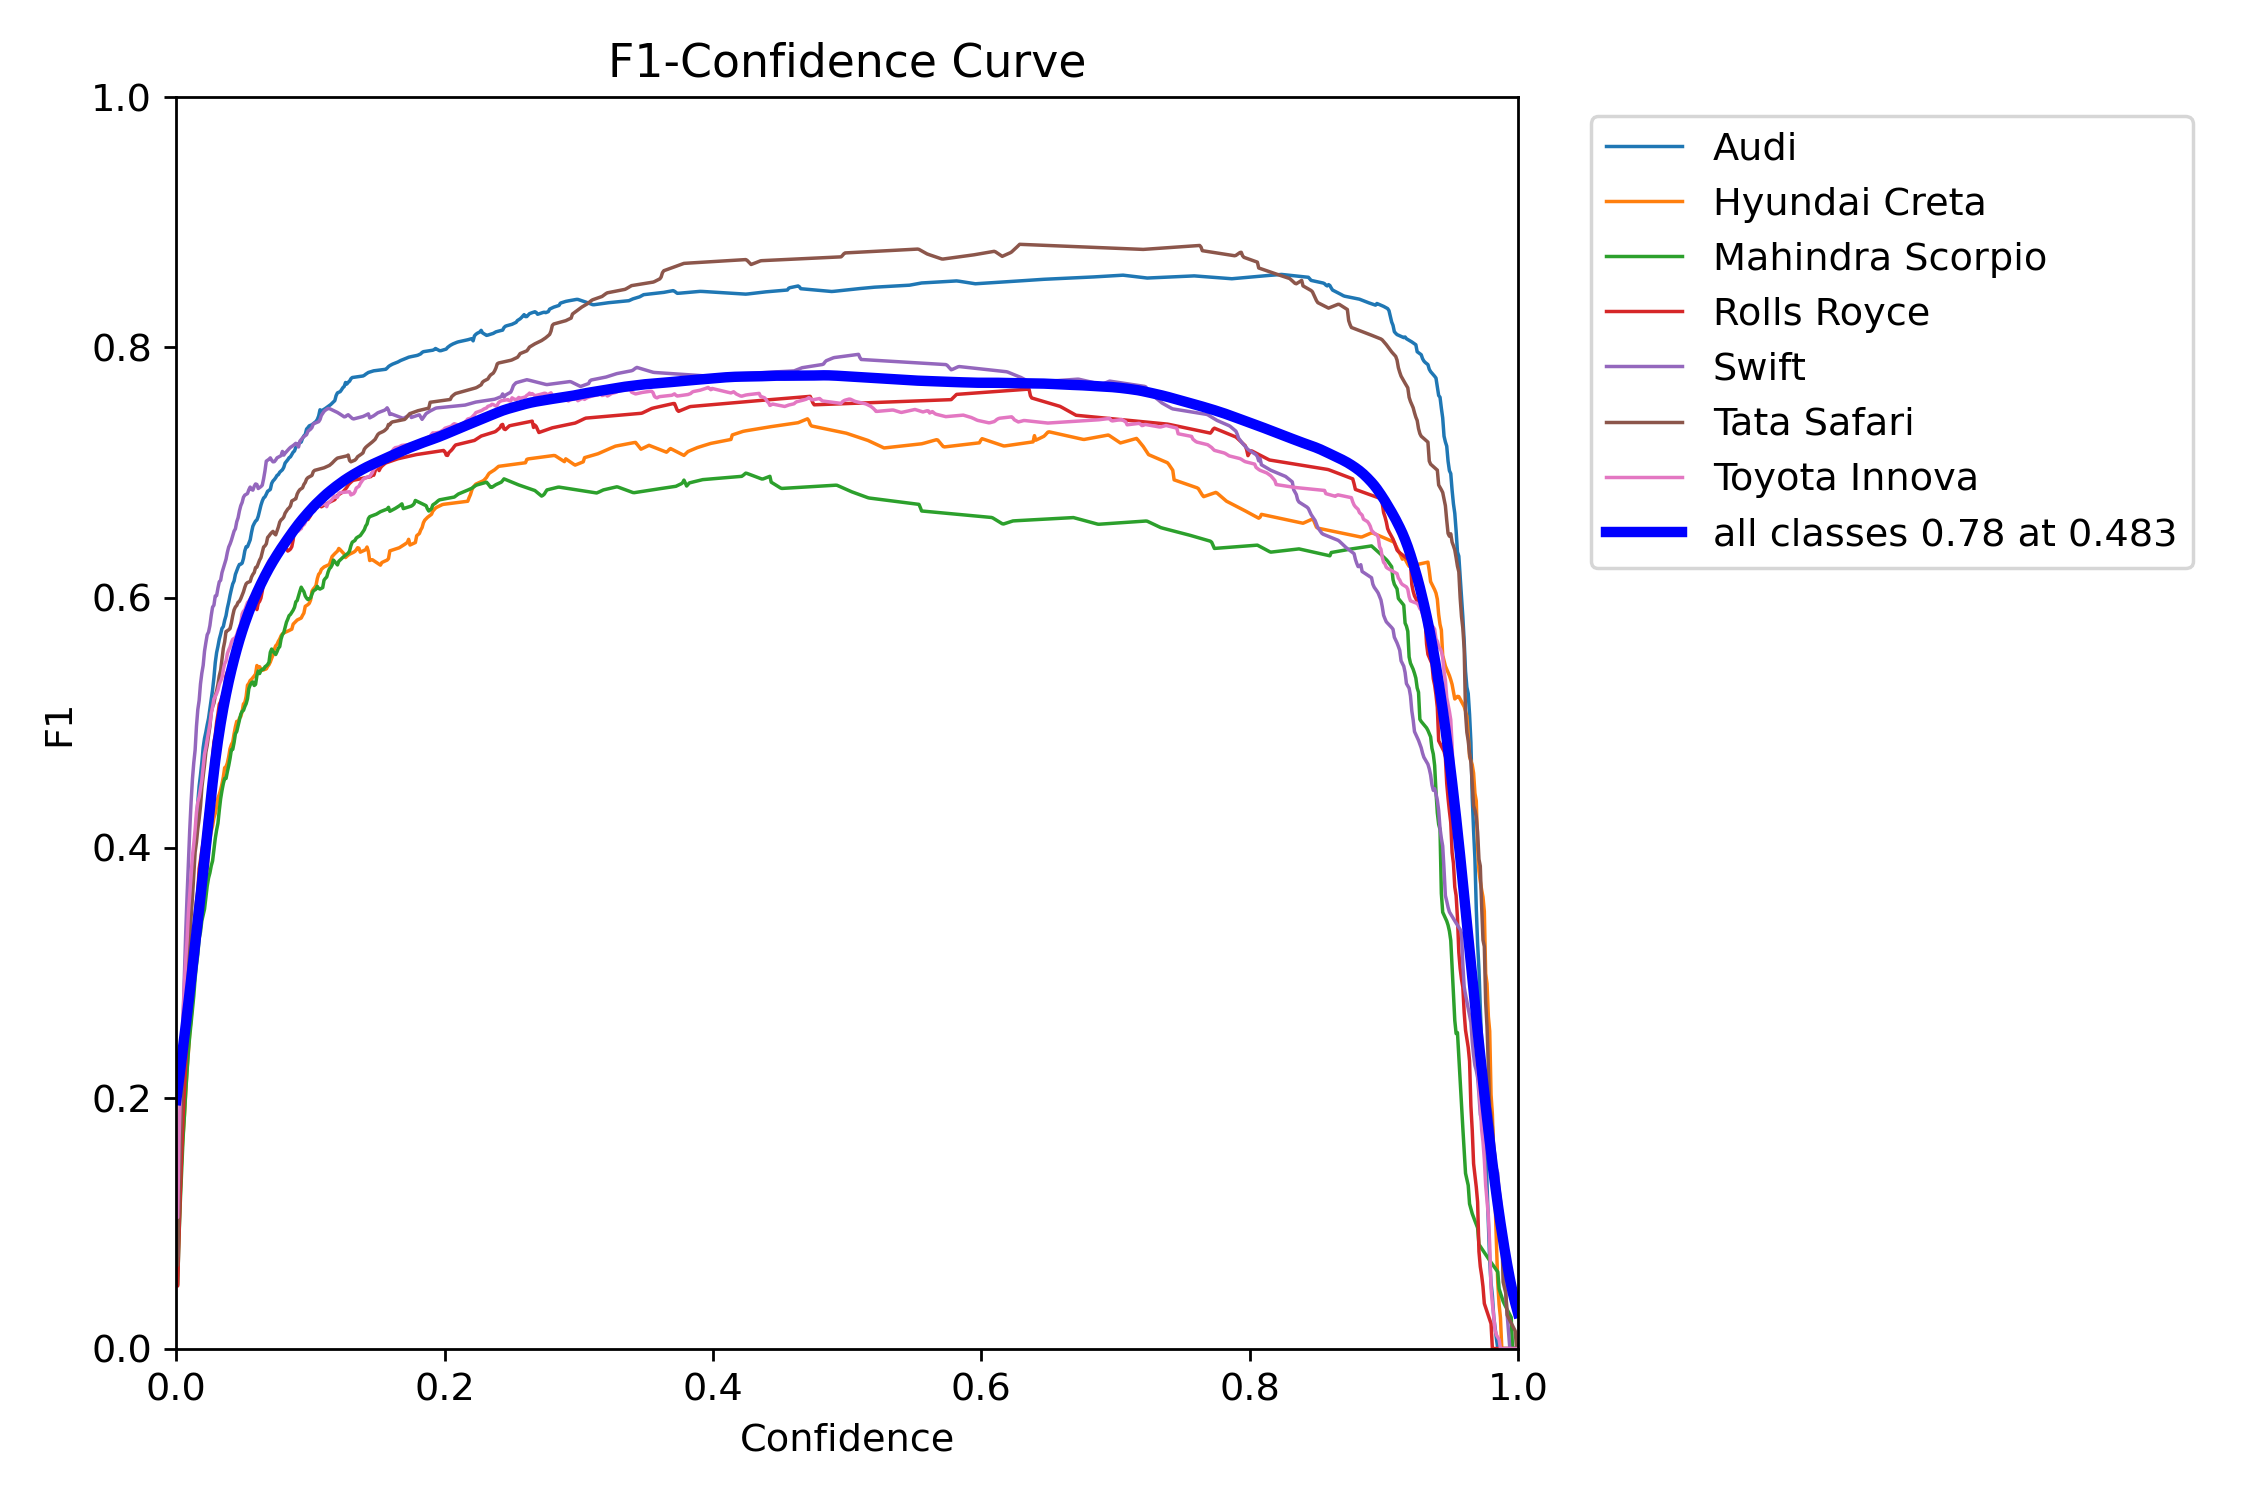 F1-Confidence Curve
1.0
0.8
0.6
0.4
0.2
0.0
F1
0.0 0.2 0.4 0.6 0.8 1.0
Confidence
Audi
Hyundai Creta
Mahindra Scorpio
Rolls Royce
Swift
Tata Safari
Toyota Innova
all classes 0.78 at 0.483